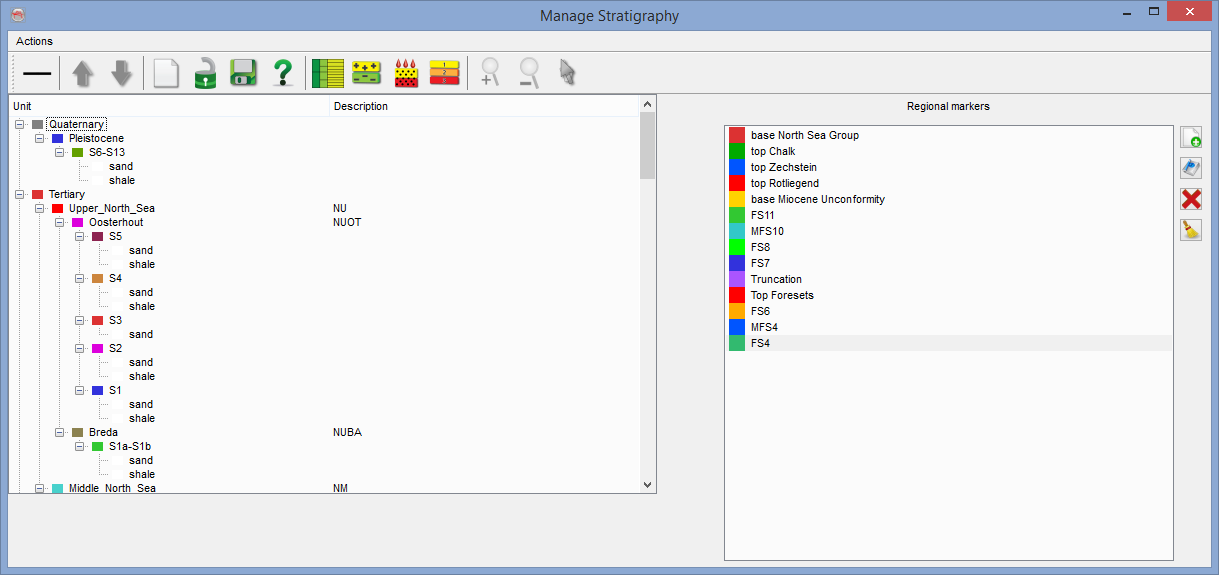 Manage Stratigraphy
Actions
1
2
3
Unit Description
Quaternary
Pleistocene
S6-S13
sand
shale
Tertiary
Upper_North_Sea NU
Oosterhout NUOT
S5
sand
shale
S4
sand
shale
S3
sand
S2
sand
shale
S1
sand
shale
Breda NUBA
S1a-S1b
sand
shale
Middle_North_Sea NM
Regional markers
base North Sea Group
top Chalk
top Zechstein
top Rotliegend
base Miocene Unconformity
FS11
MFS10
FS8
FS7
Truncation
Top Foresets
FS6
MFS4
FS4